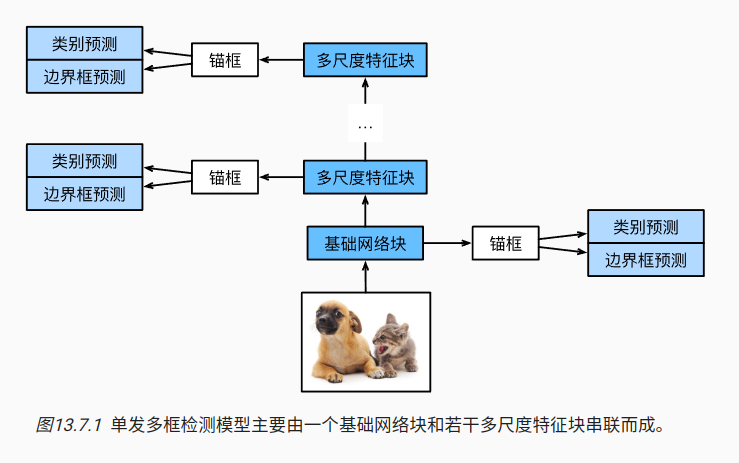 类别预测
边界框预测
锚框
多尺度特征块
...
类别预测
边界框预测
锚框
多尺度特征块
基础网络块
锚框
类别预测
边界框预测
图13.7.1 单发多框检测模型主要由一个基础网络块和若干多尺度特征块串联而成。